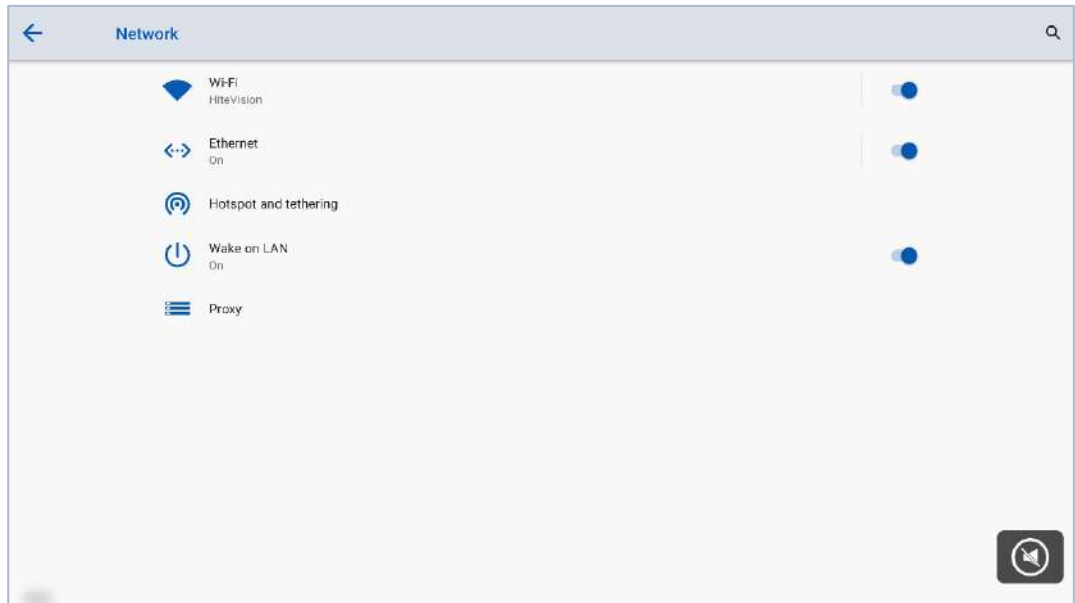 Network
Wi-Fi
HiteVision
Ethernet
On
Hotspot and tethering
Wake on LAN
On
Proxy